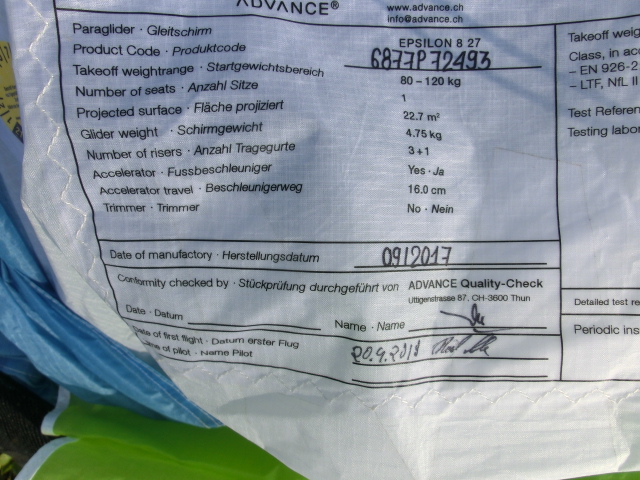 ADVANCE®
www.advance.ch
info@advance.ch
Paraglider · Gleitschirm EPSILON 8 27
Product Code · Produktcode 6877P72493
Takeoff weightrange · Startgewichtsbereich 80 – 120 kg
Number of seats · Anzahl Sitze 1
Projected surface · Fläche projiziert 22.7 m²
Glider weight · Schirmgewicht 4.75 kg
Number of risers · Anzahl Tragegurte 3+1
Accelerator · Fussbeschleuniger Yes · Ja
Accelerator travel · Beschleunigerweg 16.0 cm
Trimmer · Trimmer No · Nein
Date of manufactory · Herstellungsdatum 09/2017
Conformity checked by · Stückprüfung durchgeführt von ADVANCE Quality-Check
Uttigenstrasse 87, CH-3600 Thun
Date · Datum Name · Name
Date of first flight · Datum erster Flug 20.9.2018
of pilot · Name Pilot
Takeoff weig
Class, in acc
– EN 926-2
– LTF, NfL II
Test Referen
Testing labor
Detailed test re
Periodic ins